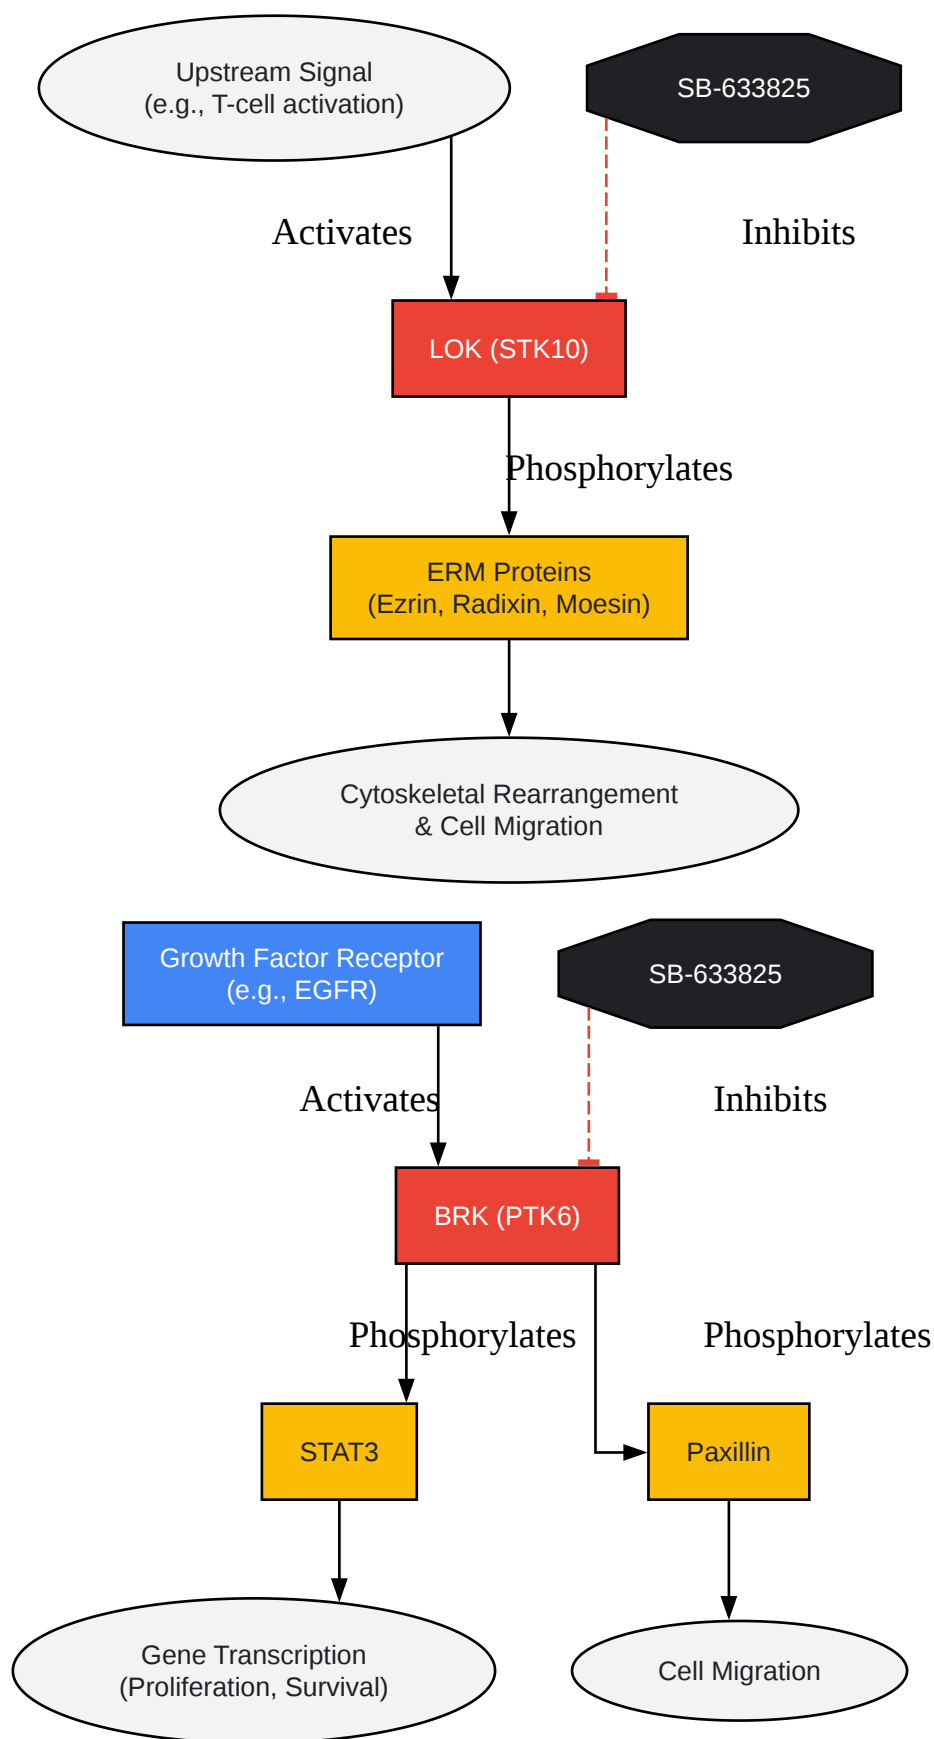 Upstream Signal
(e.g., T-cell activation)
SB-633825
Activates
Inhibits
LOK (STK10)
Phosphorylates
ERM Proteins
(Ezrin, Radixin, Moesin)
Cytoskeletal Rearrangement
& Cell Migration
Growth Factor Receptor
(e.g., EGFR)
SB-633825
Activates
Inhibits
BRK (PTK6)
Phosphorylates
Phosphorylates
STAT3
Paxillin
Gene Transcription
(Proliferation, Survival)
Cell Migration